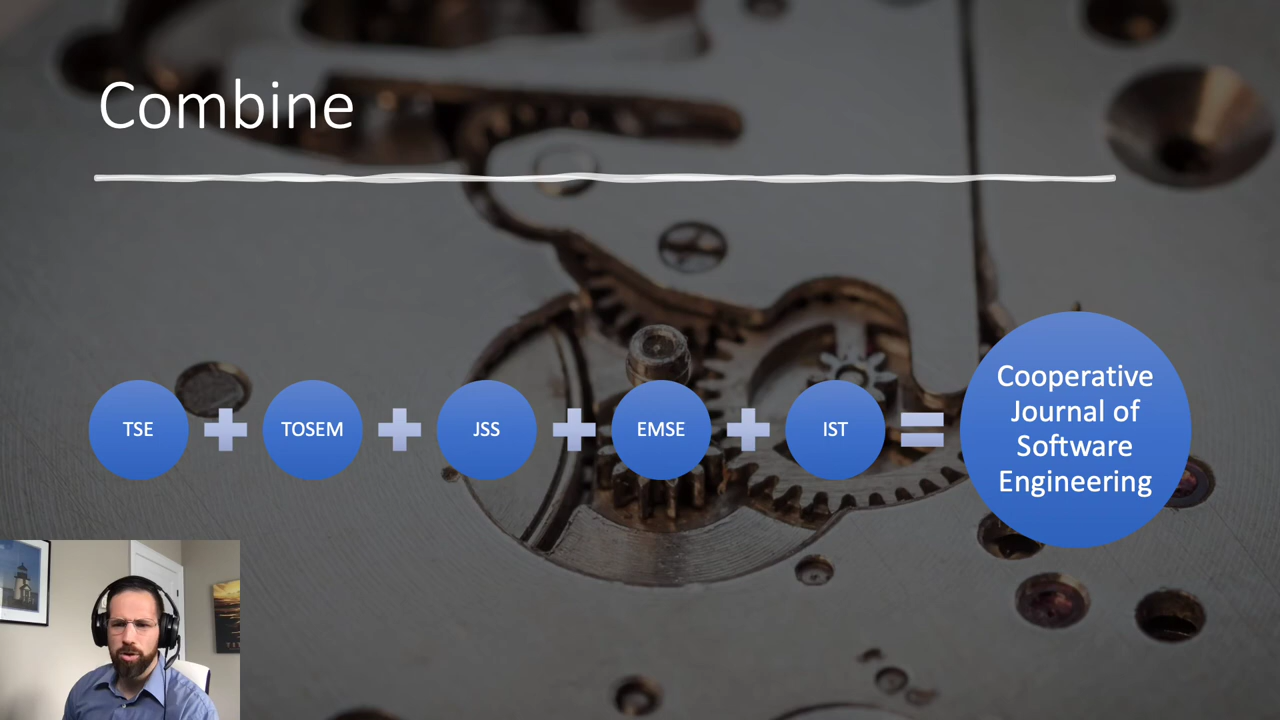 Combine
TSE
TOSEM
JSS
EMSE
IST
Cooperative
Journal of
Software
Engineering